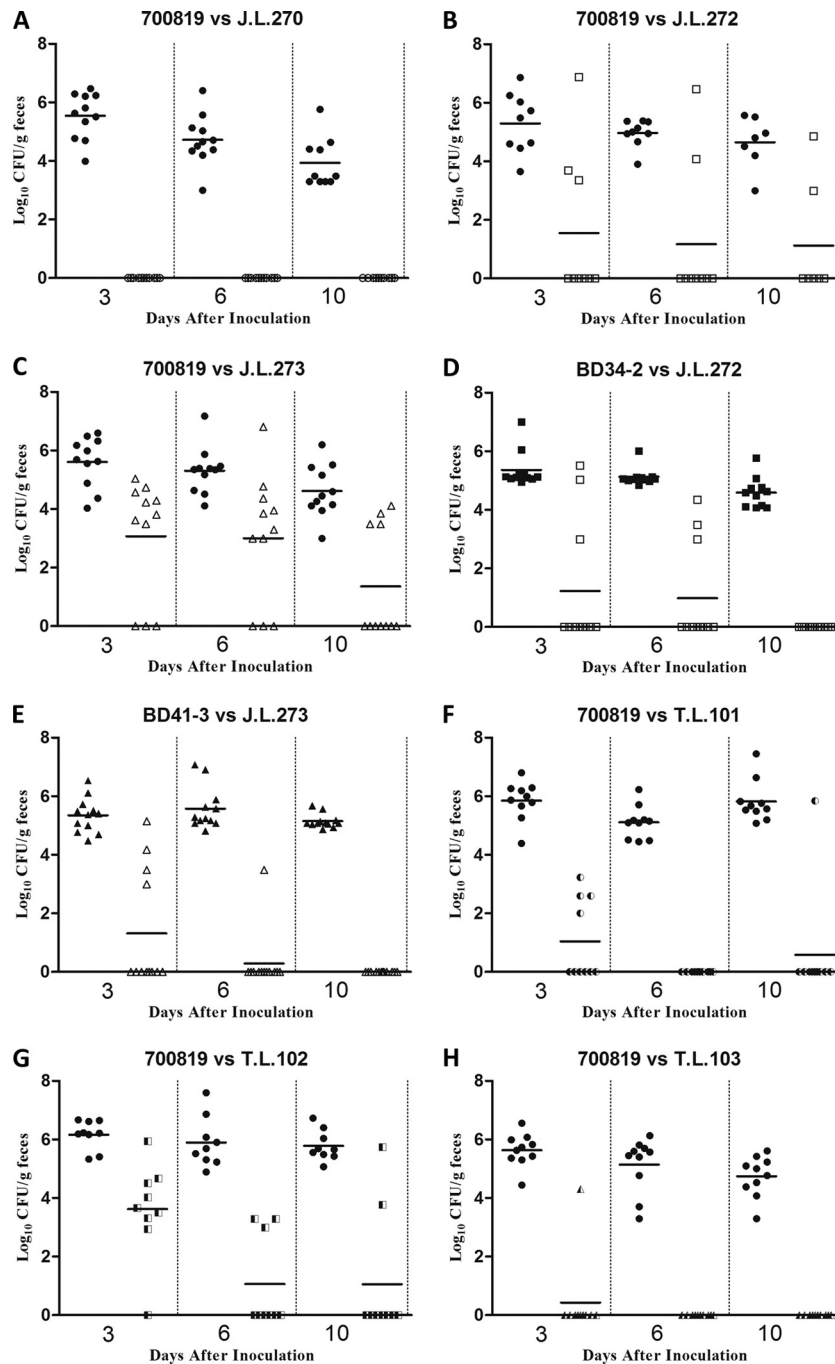 A
700819 vs J.L.270
Log10 CFU/g feces
8
6
4
2
0
3
6
10
Days After Inoculation
B
700819 vs J.L.272
Log10 CFU/g feces
8
6
4
2
0
3
6
10
Days After Inoculation
C
700819 vs J.L.273
Log10 CFU/g feces
8
6
4
2
0
3
6
10
Days After Inoculation
D
BD34-2 vs J.L.272
Log10 CFU/g feces
8
6
4
2
0
3
6
10
Days After Inoculation
E
BD41-3 vs J.L.273
Log10 CFU/g feces
8
6
4
2
0
3
6
10
Days After Inoculation
F
700819 vs T.L.101
Log10 CFU/g feces
8
6
4
2
0
3
6
10
Days After Inoculation
G
700819 vs T.L.102
Log10 CFU/g feces
8
6
4
2
0
3
6
10
Days After Inoculation
H
700819 vs T.L.103
Log10 CFU/g feces
8
6
4
2
0
3
6
10
Days After Inoculation